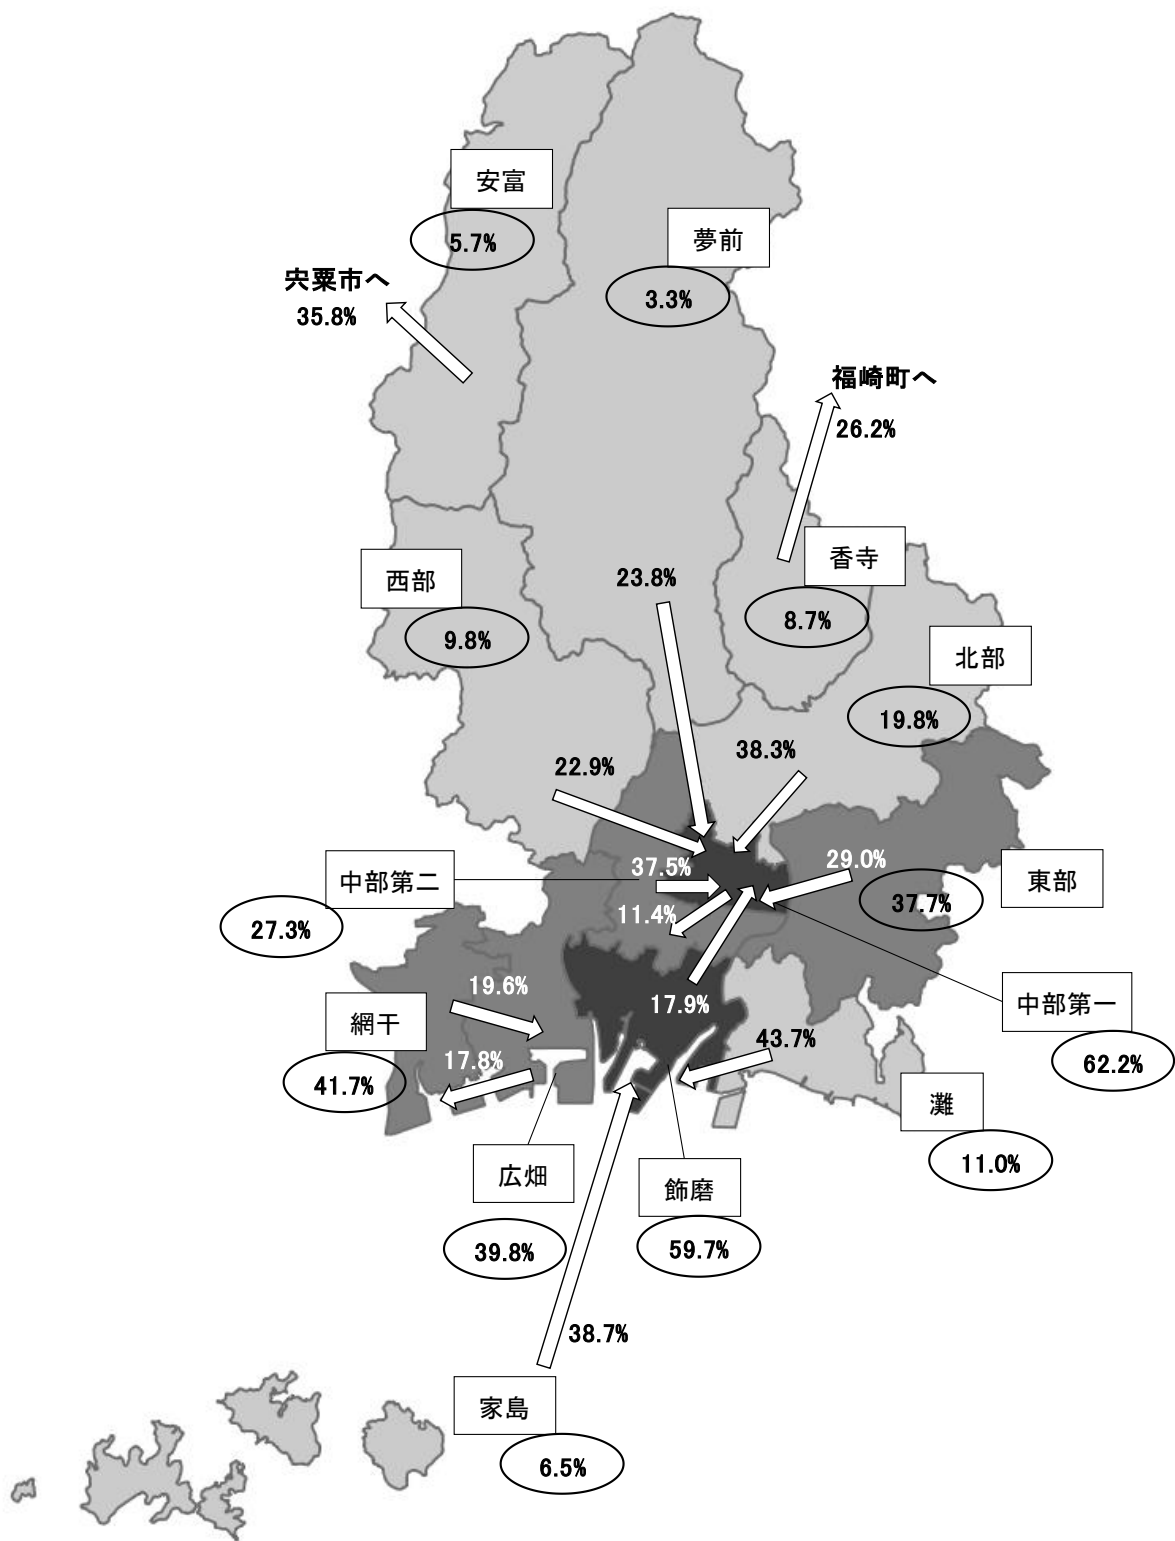 安富
5.7%
夢前
3.3%
宍粟市へ
35.8%
福崎町へ
26.2%
香寺
8.7%
西部
9.8%
23.8%
北部
19.8%
38.3%
22.9%
中部第二
27.3%
37.5%
29.0%
東部
37.7%
11.4%
19.6%
17.9%
中部第一
62.2%
網干
41.7%
17.8%
43.7%
灘
11.0%
広畑
39.8%
飾磨
59.7%
38.7%
家島
6.5%